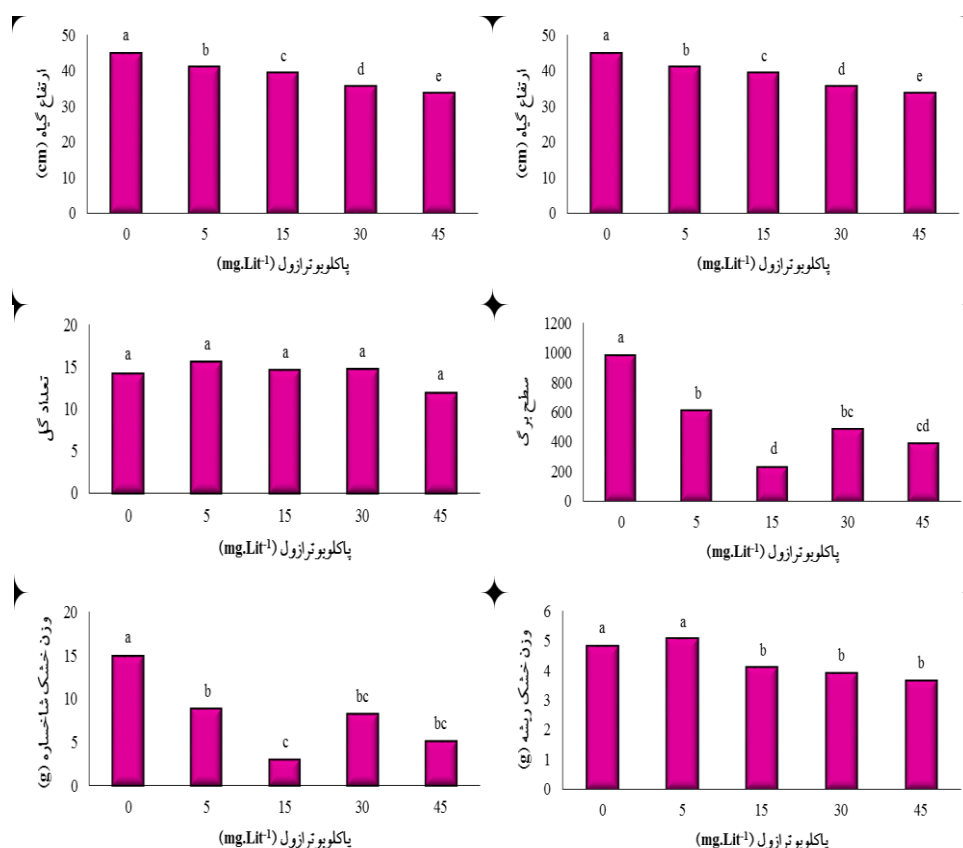 ارتفاع گیاه (cm)
50
40
30
20
10
0
a
b
c
d
e
0 5 15 30 45
پاکلوبوترازول (mg.Lit⁻¹)
ارتفاع گیاه (cm)
50
40
30
20
10
0
a
b
c
d
e
0 5 15 30 45
پاکلوبوترازول (mg.Lit⁻¹)
تعداد گل
20
15
10
5
0
a
a
a
a
a
0 5 15 30 45
پاکلوبوترازول (mg.Lit⁻¹)
سطح برگ
1200
1000
800
600
400
200
0
a
b
d
bc
cd
0 5 15 30 45
پاکلوبوترازول (mg.Lit⁻¹)
وزن خشک شاخساره (g)
20
15
10
5
0
a
b
c
bc
bc
0 5 15 30 45
پاکلوبوترازول (mg.Lit⁻¹)
وزن خشک ریشه (g)
6
5
4
3
2
1
0
a
a
b
b
b
0 5 15 30 45
پاکلوبوترازول (mg.Lit⁻¹)